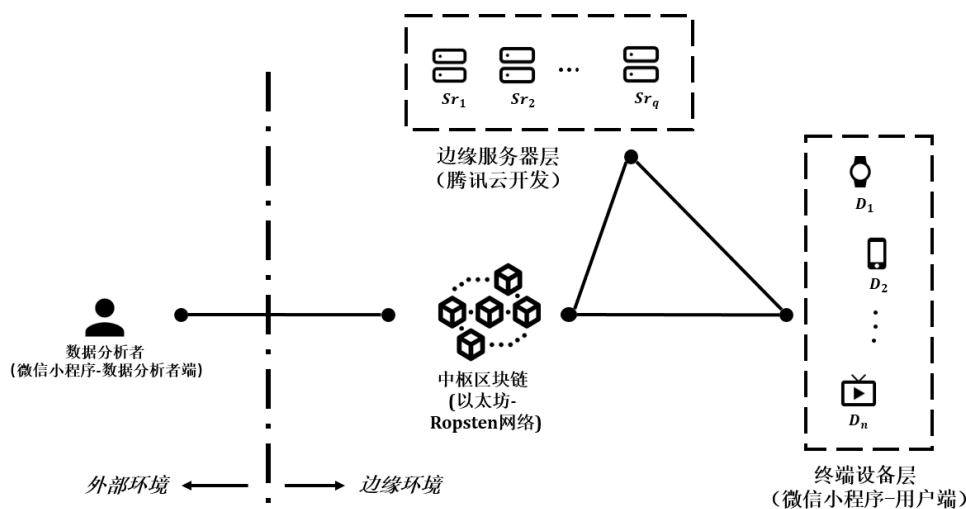 Sr₁ Sr₂ ... Sr_q
边缘服务器层
（腾讯云开发）
D₁
D₂
D_n
数据分析者
(微信小程序-数据分析者端)
中枢区块链
(以太坊-
Ropsten网络)
终端设备层
（微信小程序-用户端）
外部环境
边缘环境